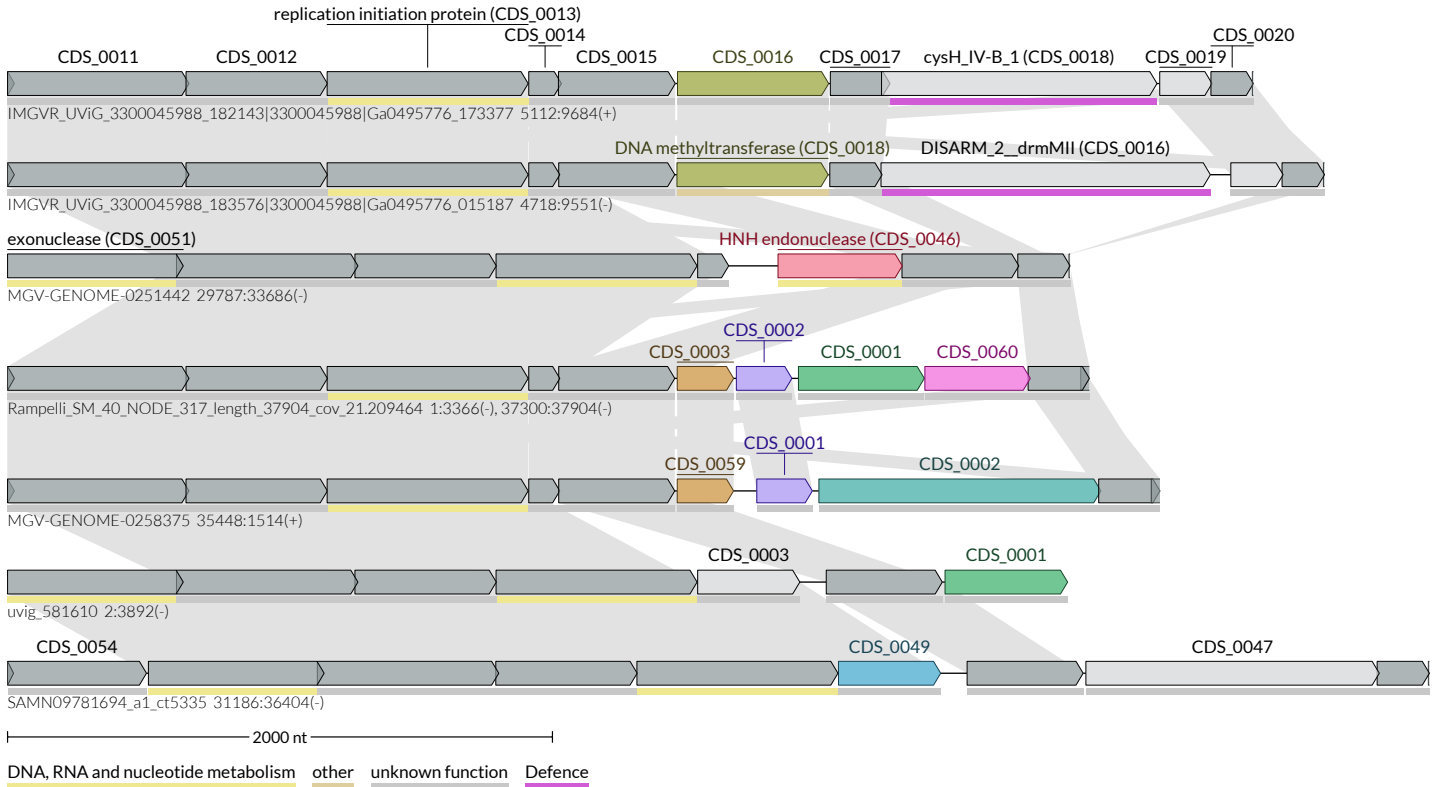 replication initiation protein (CDS_0013)
CDS_0014 CDS_0020
CDS_0011 CDS_0012 CDS_0015 CDS_0016 CDS_0017 cysH_IV-B_1 (CDS_0018) CDS_0019
IMGVR_UViG_3300045988_182143|3300045988|Ga0495776_173377 5112:9684(+)
DNA methyltransferase (CDS_0018) DISARM_2__drmMII (CDS_0016)
IMGVR_UViG_3300045988_183576|3300045988|Ga0495776_015187 4718:9551(-)
exonuclease (CDS_0051) HNH endonuclease (CDS_0046)
MGV-GENOME-0251442 29787:33686(-)
CDS_0002
CDS_0003 CDS_0001 CDS_0060
Rampelli_SM_40_NODE_317_length_37904_cov_21.209464 1:3366(-), 37300:37904(-)
CDS_0001
CDS_0059 CDS_0002
MGV-GENOME-0258375 35448:1514(+)
CDS_0003 CDS_0001
uvig_581610 2:3892(-)
CDS_0054 CDS_0049 CDS_0047
SAMN09781694_a1_ct5335 31186:36404(-)
2000 nt
DNA, RNA and nucleotide metabolism other unknown function Defence